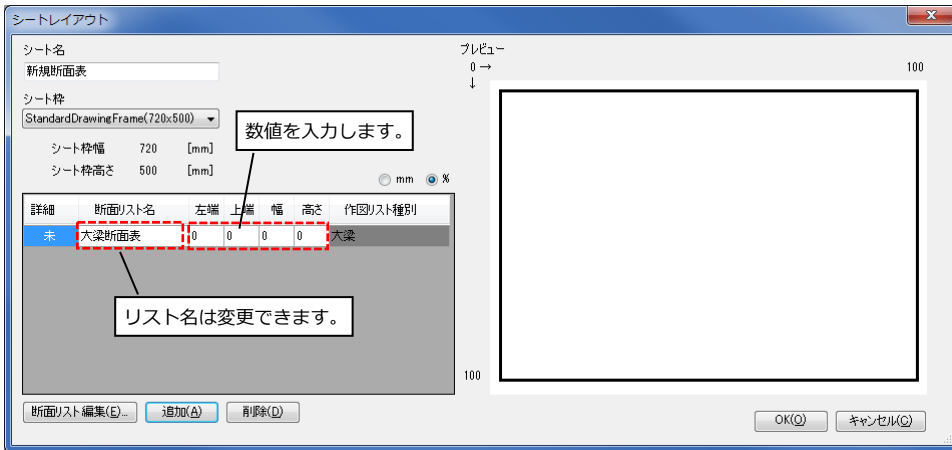 シートレイアウト
シート名
新規断面表
シート枠
StandardDrawingFrame(720x500)
シート枠幅 720 [mm]
シート枠高さ 500 [mm]
mm %
数値を入力します。
詳細 断面リスト名 左端 上端 幅 高さ 作図リスト種別
未 大梁断面表 0 0 0 0 大梁
リスト名は変更できます。
断面リスト編集(E)... 追加(A) 削除(D)
プレビュー
0 → 100
↓
100
OK(O) キャンセル(C)